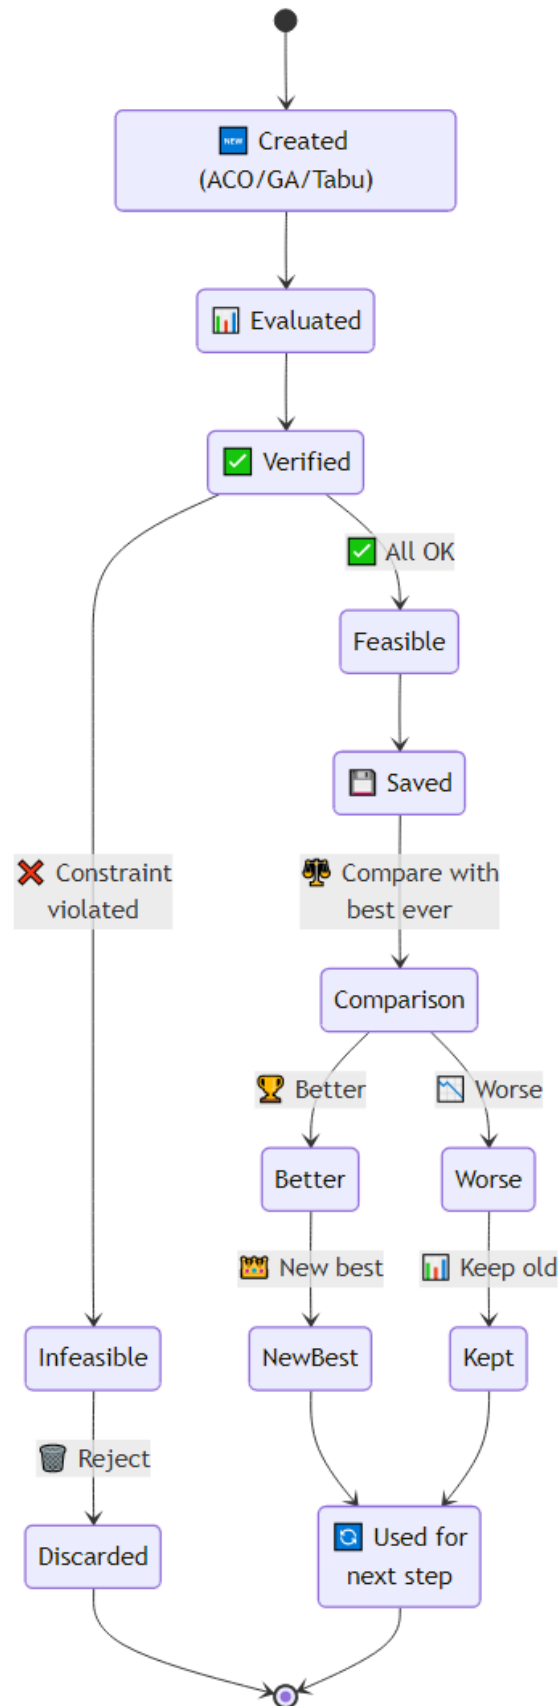 🆕 Created
(ACO/GA/Tabu)
📊 Evaluated
✅ Verified
✅ All OK
Feasible
💾 Saved
❌ Constraint
violated
⚖️ Compare with
best ever
Comparison
🏆 Better
📉 Worse
Better
Worse
👑 New best
📊 Keep old
Infeasible
NewBest
Kept
🗑️ Reject
🔄 Used for
next step
Discarded